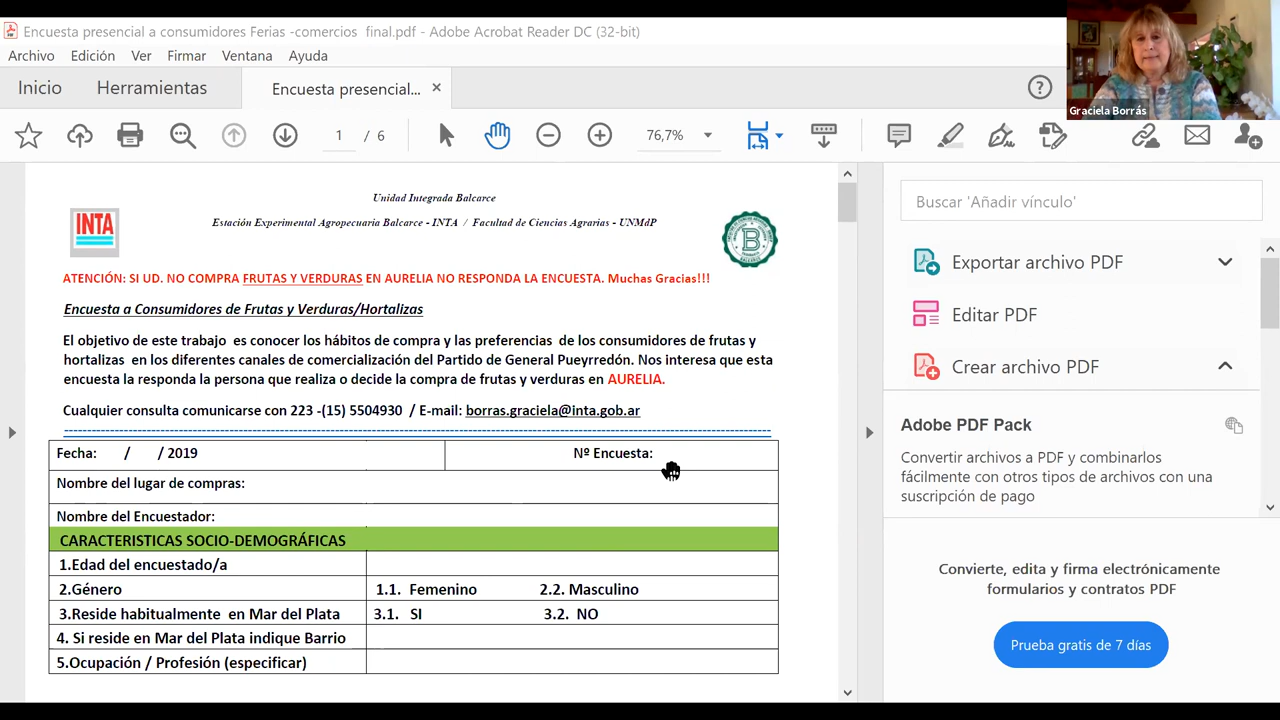 Encuesta presencial a consumidores Ferias -comercios  final.pdf - Adobe Acrobat Reader DC (32-bit)
Archivo Edición Ver Firmar Ventana Ayuda
Inicio Herramientas Encuesta presencial... ×
Graciela Borrás
1 / 6 76,7%
Unidad Integrada Balcarce
INTA
Estación Experimental Agropecuaria Balcarce - INTA / Facultad de Ciencias Agrarias - UNMdP
ATENCIÓN: SI UD. NO COMPRA FRUTAS Y VERDURAS EN AURELIA NO RESPONDA LA ENCUESTA. Muchas Gracias!!!
Encuesta a Consumidores de Frutas y Verduras/Hortalizas
El objetivo de este trabajo es conocer los hábitos de compra y las preferencias de los consumidores de frutas y
hortalizas en los diferentes canales de comercialización del Partido de General Pueyrredón. Nos interesa que esta
encuesta la responda la persona que realiza o decide la compra de frutas y verduras en AURELIA.
Cualquier consulta comunicarse con 223 -(15) 5504930 / E-mail: borras.graciela@inta.gob.ar
Fecha: / / 2019 Nº Encuesta:
Nombre del lugar de compras:
Nombre del Encuestador:
CARACTERISTICAS SOCIO-DEMOGRÁFICAS
1.Edad del encuestado/a
2.Género 1.1. Femenino 2.2. Masculino
3.Reside habitualmente en Mar del Plata 3.1. SI 3.2. NO
4. Si reside en Mar del Plata indique Barrio
5.Ocupación / Profesión (especificar)
Buscar 'Añadir vínculo'
Exportar archivo PDF
Editar PDF
Crear archivo PDF
Adobe PDF Pack
Convertir archivos a PDF y combinarlos
fácilmente con otros tipos de archivos con una
suscripción de pago
Convierte, edita y firma electrónicamente
formularios y contratos PDF
Prueba gratis de 7 días